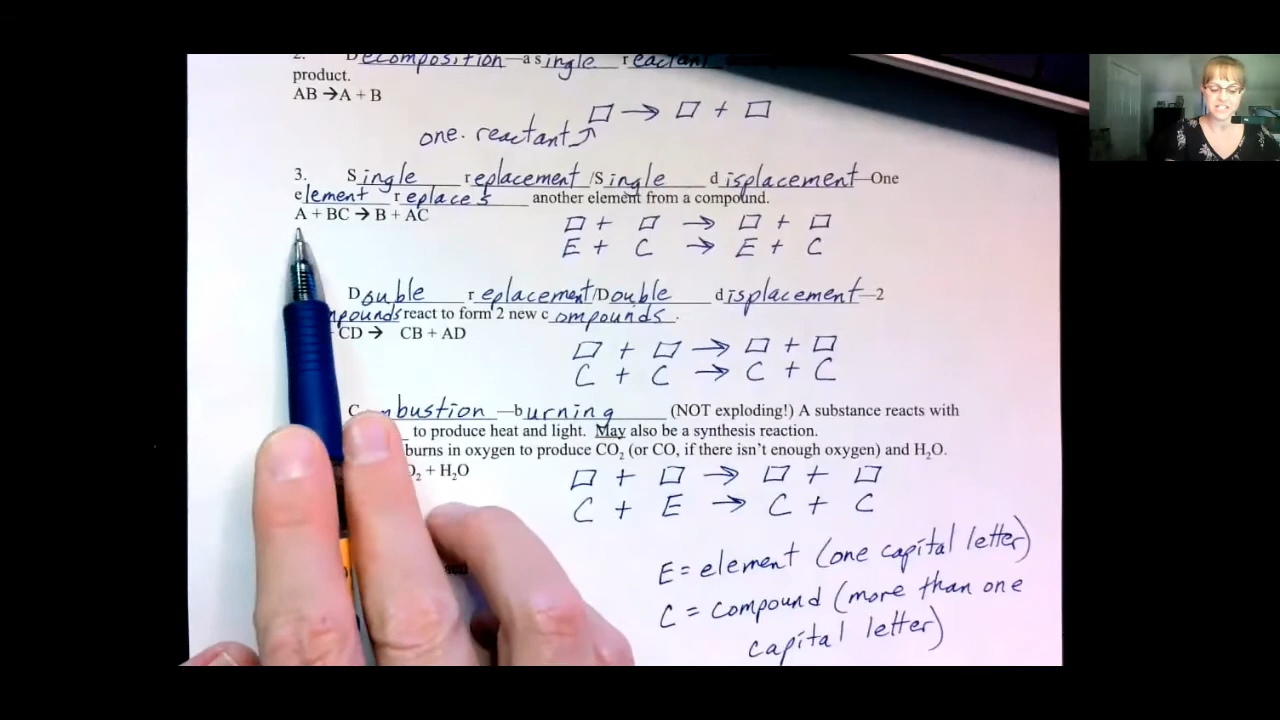 2. Decomposition—a single reactant
product.
AB →A + B
□ → □ + □
one reactant
3. Single replacement/Single displacement—One
element replaces another element from a compound.
A + BC → B + AC
□ + □ → □ + □
E + C → E + C
Double replacement/Double displacement—2
mpounds react to form 2 new compounds.
CD → CB + AD
□ + □ → □ + □
C + C → C + C
C mbustion—burning (NOT exploding!) A substance reacts with
to produce heat and light. May also be a synthesis reaction.
burns in oxygen to produce CO₂ (or CO, if there isn't enough oxygen) and H₂O.
O₂ + H₂O
□ + □ → □ + □
C + E → C + C
E = element (one capital letter)
C = compound (more than one
capital letter)